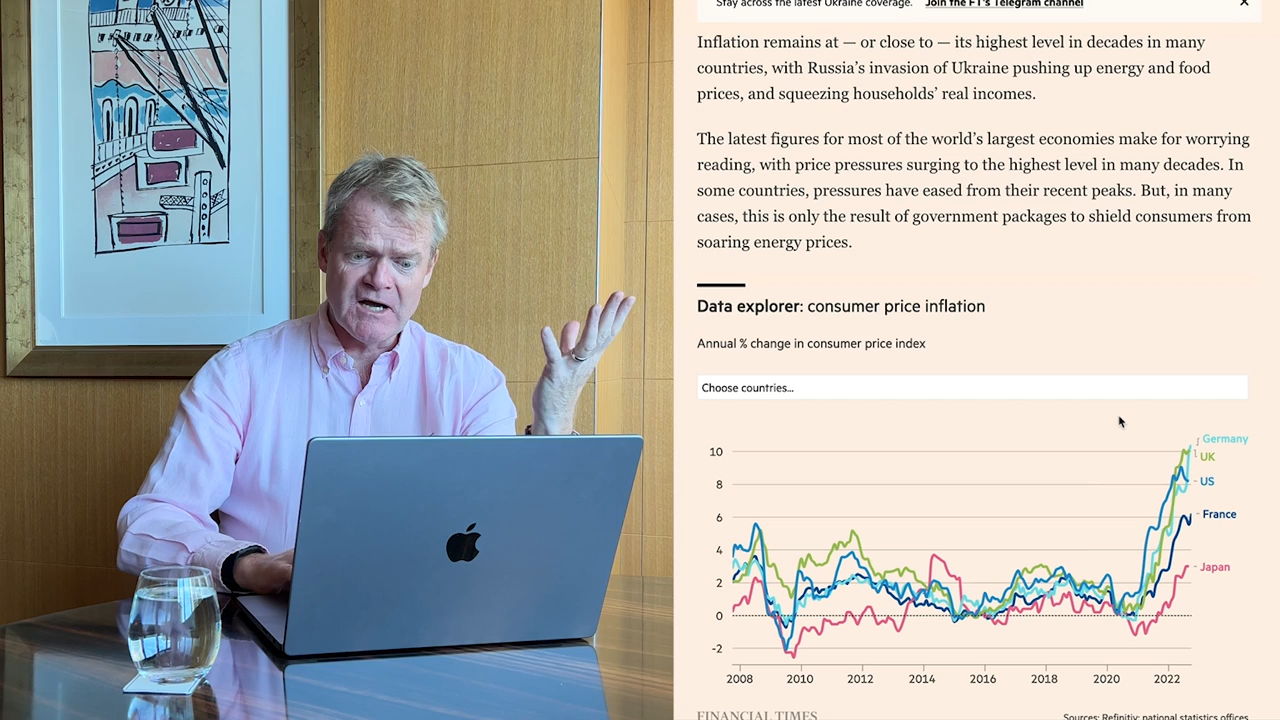 Stay across the latest Ukraine coverage. Join the FT's Telegram channel ×
Inflation remains at — or close to — its highest level in decades in many
countries, with Russia's invasion of Ukraine pushing up energy and food
prices, and squeezing households' real incomes.
The latest figures for most of the world's largest economies make for worrying
reading, with price pressures surging to the highest level in many decades. In
some countries, pressures have eased from their recent peaks. But, in many
cases, this is only the result of government packages to shield consumers from
soaring energy prices.
Data explorer: consumer price inflation
Annual % change in consumer price index
Choose countries...
Germany
10
UK
8
US
6
France
4
Japan
2
0
-2
2008 2010 2012 2014 2016 2018 2020 2022
FINANCIAL TIMES
Sources: Refinitiv; national statistics offices